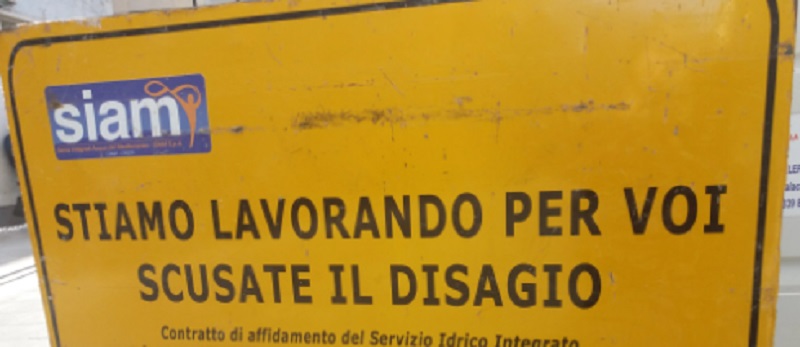 siam
STIAMO LAVORANDO PER VOI
SCUSATE IL DISAGIO
Contratto di affidamento del Servizio Idrico Integrato